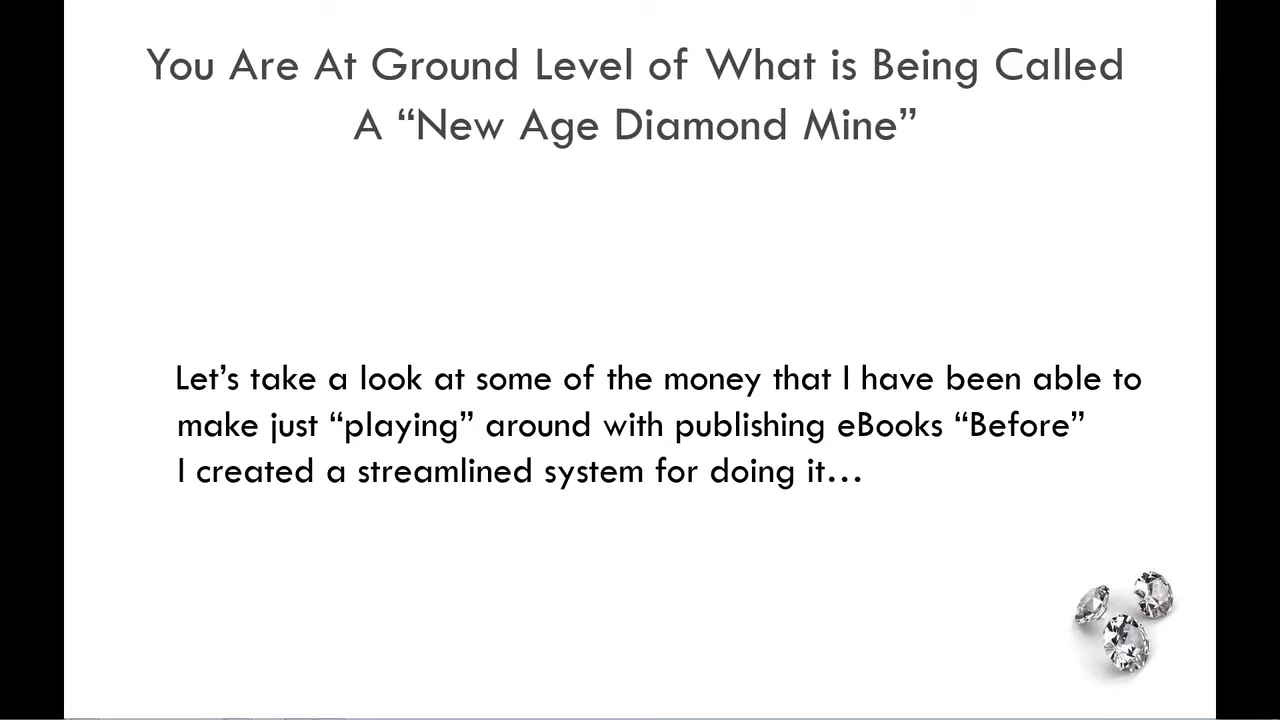 You Are At Ground Level of What is Being Called
A “New Age Diamond Mine”
Let’s take a look at some of the money that I have been able to
make just “playing” around with publishing eBooks “Before”
I created a streamlined system for doing it…